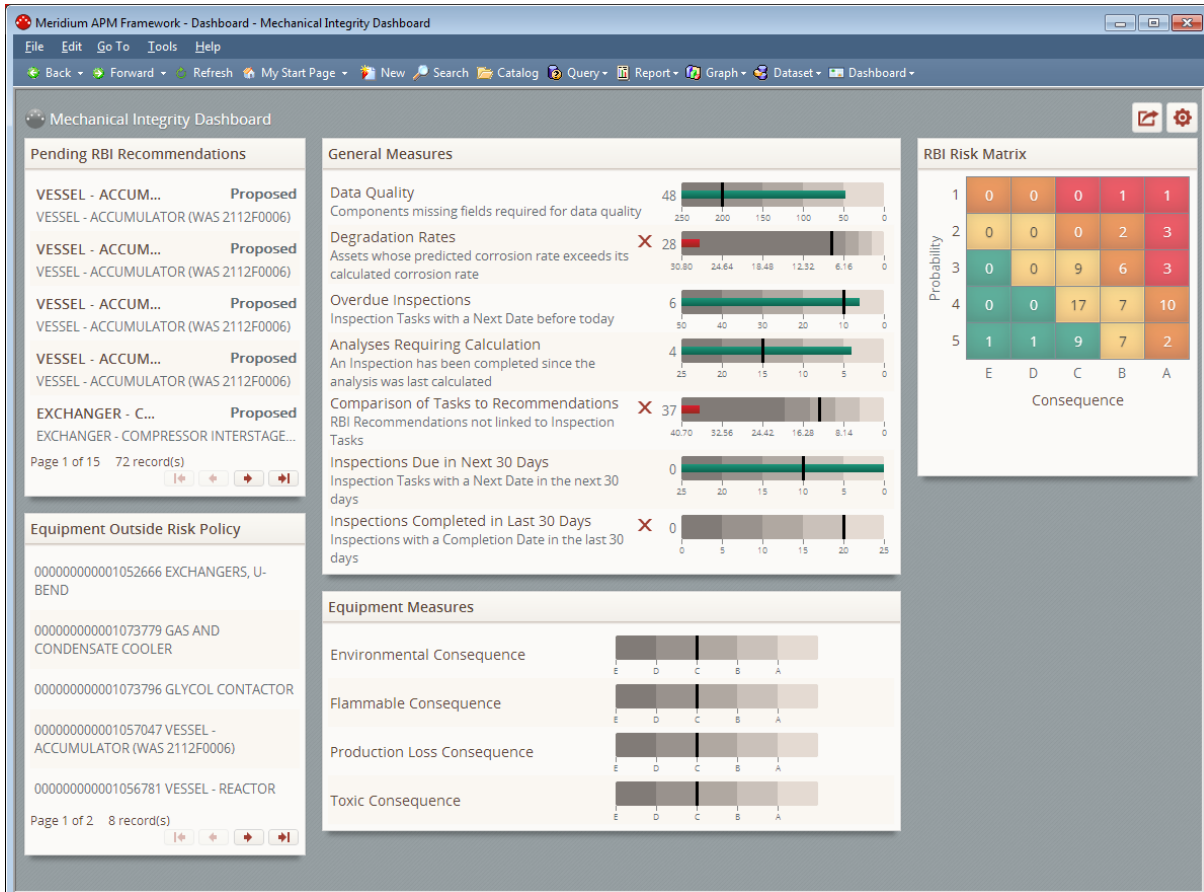 Meridium APM Framework - Dashboard - Mechanical Integrity Dashboard
File Edit Go To Tools Help
Back Forward Refresh My Start Page New Search Catalog Query Report Graph Dataset Dashboard
Mechanical Integrity Dashboard
Pending RBI Recommendations
VESSEL - ACCUM... Proposed
VESSEL - ACCUMULATOR (WAS 2112F0006)
VESSEL - ACCUM... Proposed
VESSEL - ACCUMULATOR (WAS 2112F0006)
VESSEL - ACCUM... Proposed
VESSEL - ACCUMULATOR (WAS 2112F0006)
VESSEL - ACCUM... Proposed
VESSEL - ACCUMULATOR (WAS 2112F0006)
EXCHANGER - C... Proposed
EXCHANGER - COMPRESSOR INTERSTAGE...
Page 1 of 15 72 record(s)
Equipment Outside Risk Policy
000000000001052666 EXCHANGERS, U-
BEND
000000000001073779 GAS AND
CONDENSATE COOLER
000000000001073796 GLYCOL CONTACTOR
000000000001057047 VESSEL -
ACCUMULATOR (WAS 2112F0006)
000000000001056781 VESSEL - REACTOR
Page 1 of 2 8 record(s)
General Measures
Data Quality
Components missing fields required for data quality
48
250 200 150 100 50 0
Degradation Rates
Assets whose predicted corrosion rate exceeds its
calculated corrosion rate
28
30.80 24.64 18.48 12.32 6.16 0
Overdue Inspections
Inspection Tasks with a Next Date before today
6
50 40 30 20 10 0
Analyses Requiring Calculation
An Inspection has been completed since the
analysis was last calculated
4
25 20 15 10 5 0
Comparison of Tasks to Recommendations
RBI Recommendations not linked to Inspection
Tasks
37
40.70 32.56 24.42 16.28 8.14 0
Inspections Due in Next 30 Days
Inspection Tasks with a Next Date in the next 30
days
0
25 20 15 10 5 0
Inspections Completed in Last 30 Days
Inspections with a Completion Date in the last 30
days
0
0 5 10 15 20 25
Equipment Measures
Environmental Consequence
E D C B A
Flammable Consequence
E D C B A
Production Loss Consequence
E D C B A
Toxic Consequence
E D C B A
RBI Risk Matrix
Probability
1 0 0 0 1 1
2 0 0 0 2 3
3 0 0 9 6 3
4 0 0 17 7 10
5 1 1 9 7 2
E D C B A
Consequence